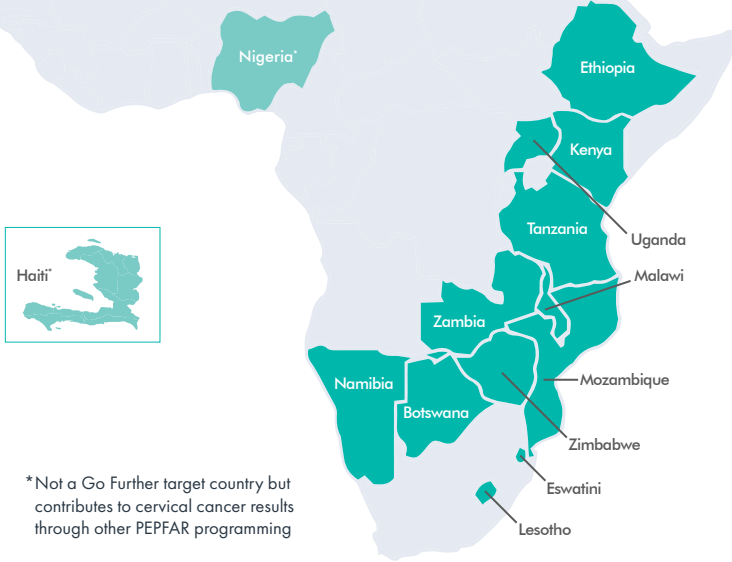 Nigeria*
Ethiopia
Kenya
Tanzania
Uganda
Haiti*
Malawi
Zambia
Mozambique
Namibia
Botswana
Zimbabwe
Eswatini
Lesotho
*Not a Go Further target country but
contributes to cervical cancer results
through other PEPFAR programming